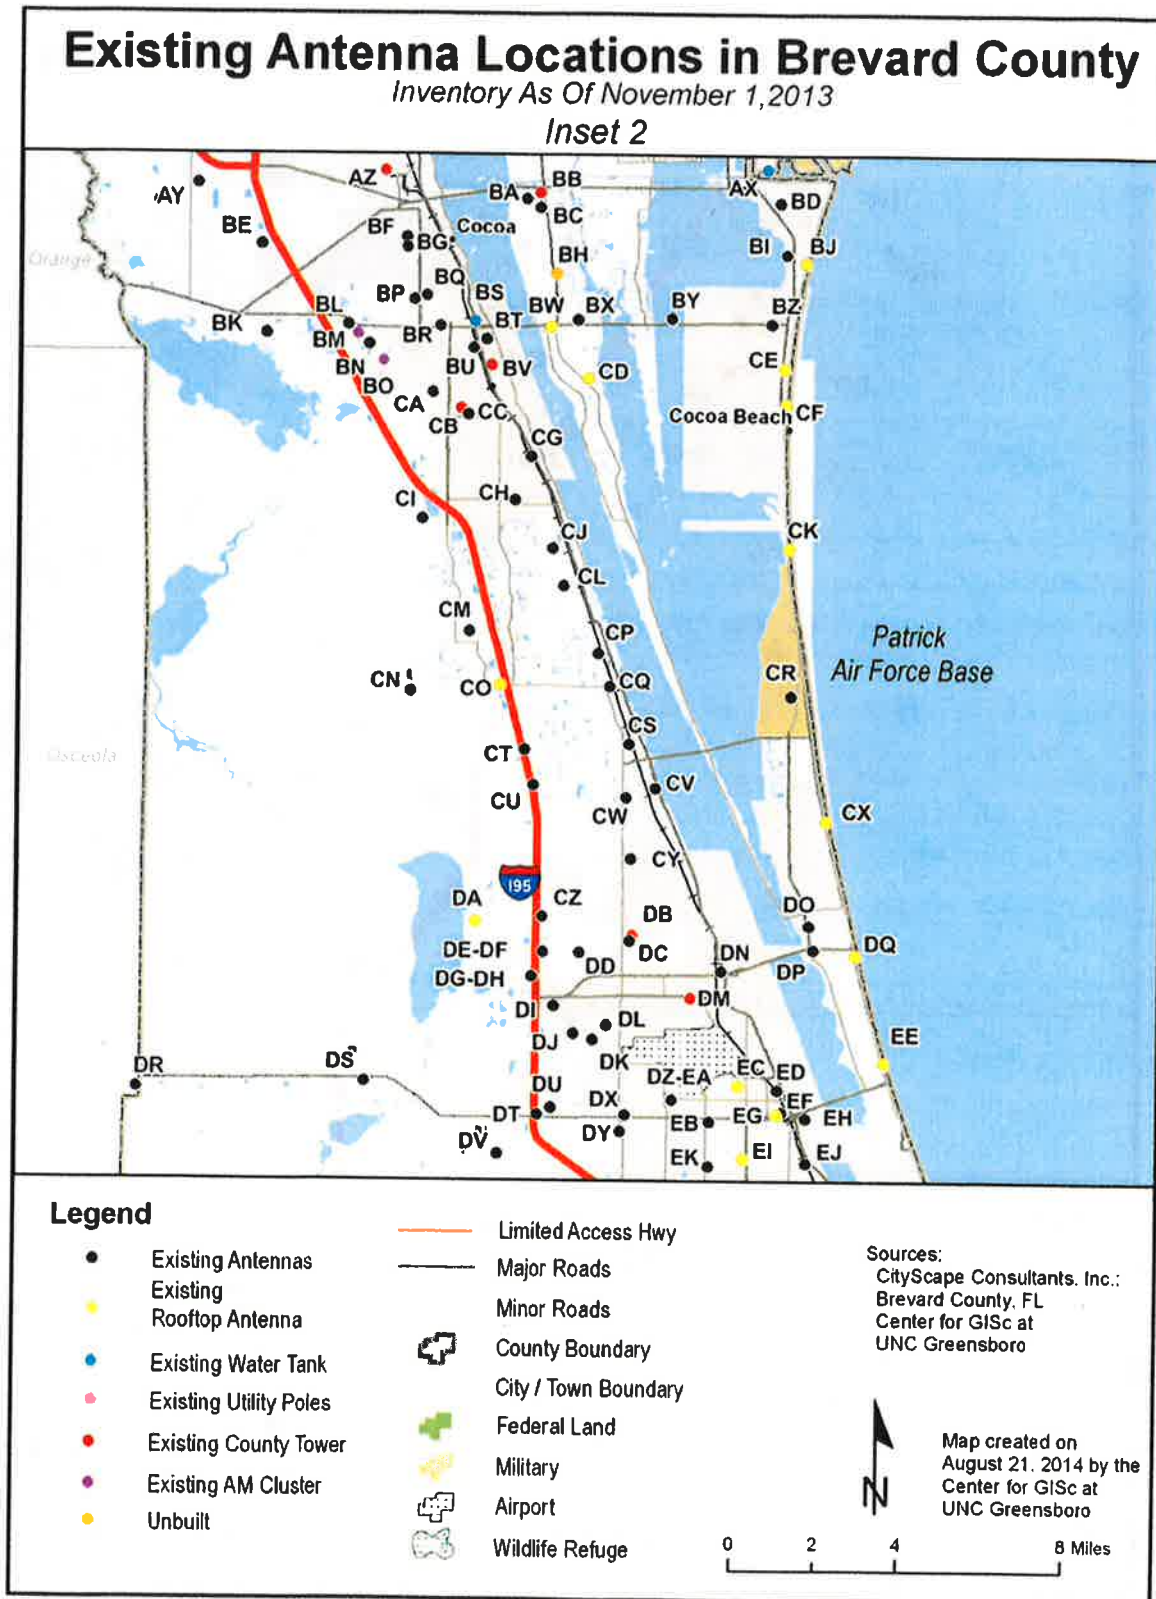 Existing Antenna Locations in Brevard County
Inventory As Of November 1,2013
Inset 2
AY
AZ
BA
BB
BC
AX
BD
BE
BF
BG
Cocoa
BH
BI
BJ
Orange
BP
BQ
BS
BL
BK
BM
BR
BT
BW
BX
BY
BZ
BN
BU
BV
CD
CE
BO
CA
CB
CC
Cocoa Beach
CF
CG
CI
CH
CJ
CK
CL
CM
CP
Patrick
Air Force Base
CN
CO
CQ
CR
CS
Osceola
CT
CU
CV
CW
CX
CY
195
DA
CZ
DB
DO
DE-DF
DD
DC
DN
DP
DQ
DG-DH
DI
DM
DL
DJ
DK
EE
DR
DS
DZ-EA
EC
ED
DU
DT
DX
EF
EB
EG
EH
DV
DY
EK
EI
EJ
Legend
Existing Antennas
Existing
Rooftop Antenna
Existing Water Tank
Existing Utility Poles
Existing County Tower
Existing AM Cluster
Unbuilt
Limited Access Hwy
Major Roads
Minor Roads
County Boundary
City / Town Boundary
Federal Land
Military
Airport
Wildlife Refuge
Sources:
CityScape Consultants, Inc.;
Brevard County, FL
Center for GISc at
UNC Greensboro
N
Map created on
August 21, 2014 by the
Center for GISc at
UNC Greensboro
0 2 4 8 Miles